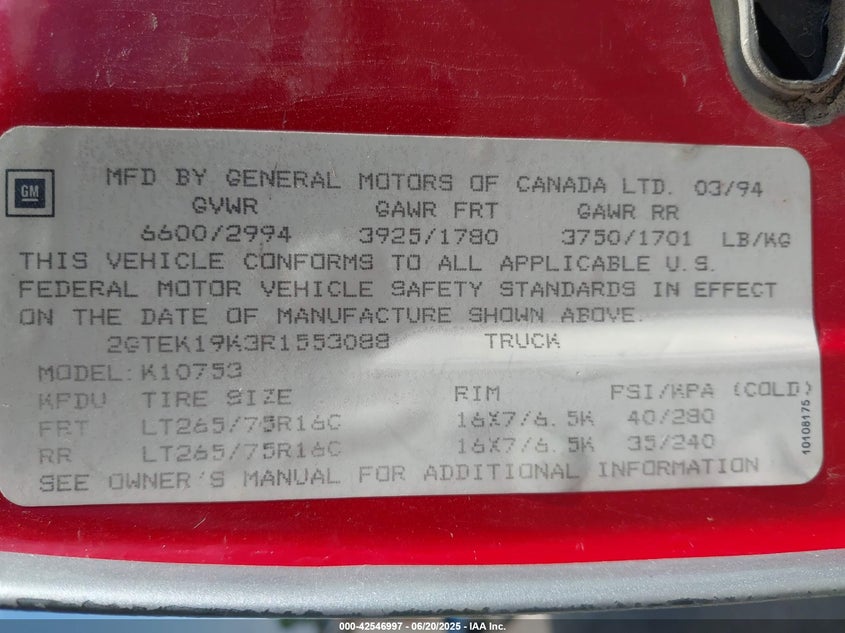 GM
MFD BY GENERAL MOTORS OF CANADA LTD. 03/94
GVWR GAWR FRT GAWR RR
6600/2994 3925/1780 3750/1701 LB/KG
THIS VEHICLE CONFORMS TO ALL APPLICABLE U.S.
FEDERAL MOTOR VEHICLE SAFETY STANDARDS IN EFFECT
ON THE DATE OF MANUFACTURE SHOWN ABOVE.
2GTEK19K3R1553088 TRUCK
MODEL: K10753
KPDU TIRE SIZE RIM PSI/KPA (COLD)
FRT LT265/75R16C 16X7/6.5K 40/280
RR LT265/75R16C 16X7/6.5K 35/240
SEE OWNER'S MANUAL FOR ADDITIONAL INFORMATION
10108175
000-42546997 - 06/20/2025 - © IAA, Inc.